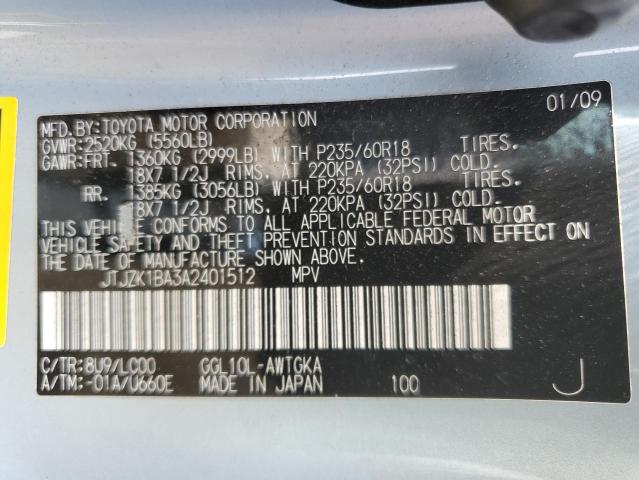 MFD. BY: TOYOTA MOTOR CORPORATION 01/09
GVWR: 2520KG (5560LB)
GAWR: FRT. 1360KG (2999LB) WITH P235/60R18 TIRES.
18X7 1/2J RIMS. AT 220KPA (32PSI) COLD.
RR. 1385KG (3056LB) WITH P235/60R18 TIRES.
18X7 1/2J RIMS. AT 220KPA (32PSI) COLD.
THIS VEHICLE CONFORMS TO ALL APPLICABLE FEDERAL MOTOR
VEHICLE SAFETY AND THEFT PREVENTION STANDARDS IN EFFECT ON
THE DATE OF MANUFACTURE SHOWN ABOVE.
JTJZK1BA3A2401512 MPV
C/TR: 8U9/LC00 GGL10L-AWTGKA
A/TM: -01A/U660E MADE IN JAPAN 100 J